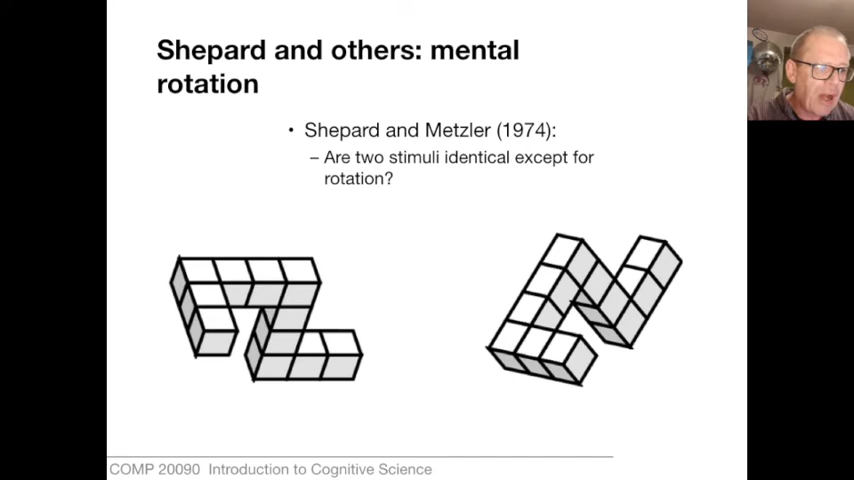 Shepard and others: mental
rotation
• Shepard and Metzler (1974):
– Are two stimuli identical except for
rotation?
COMP 20090 Introduction to Cognitive Science